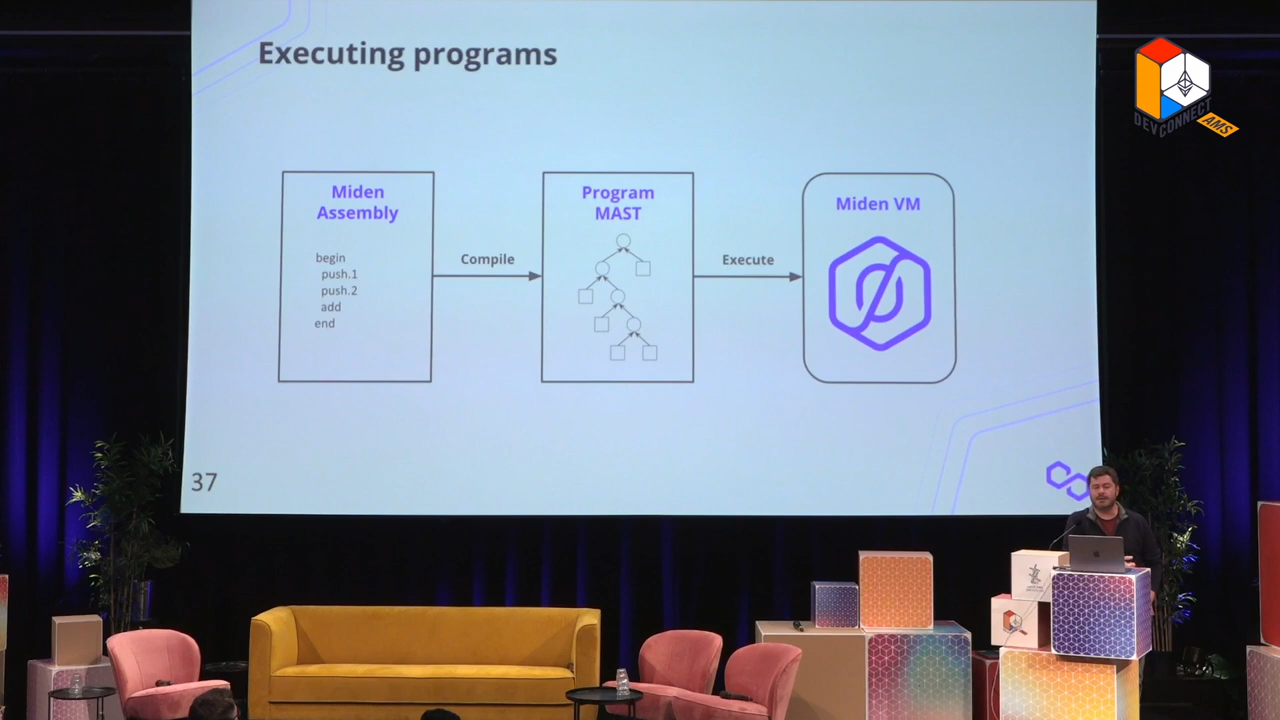 Executing programs
Miden
Assembly
begin
push.1
push.2
add
end
Compile
Program
MAST
Execute
Miden VM
37
DEVCONNECT
AMS